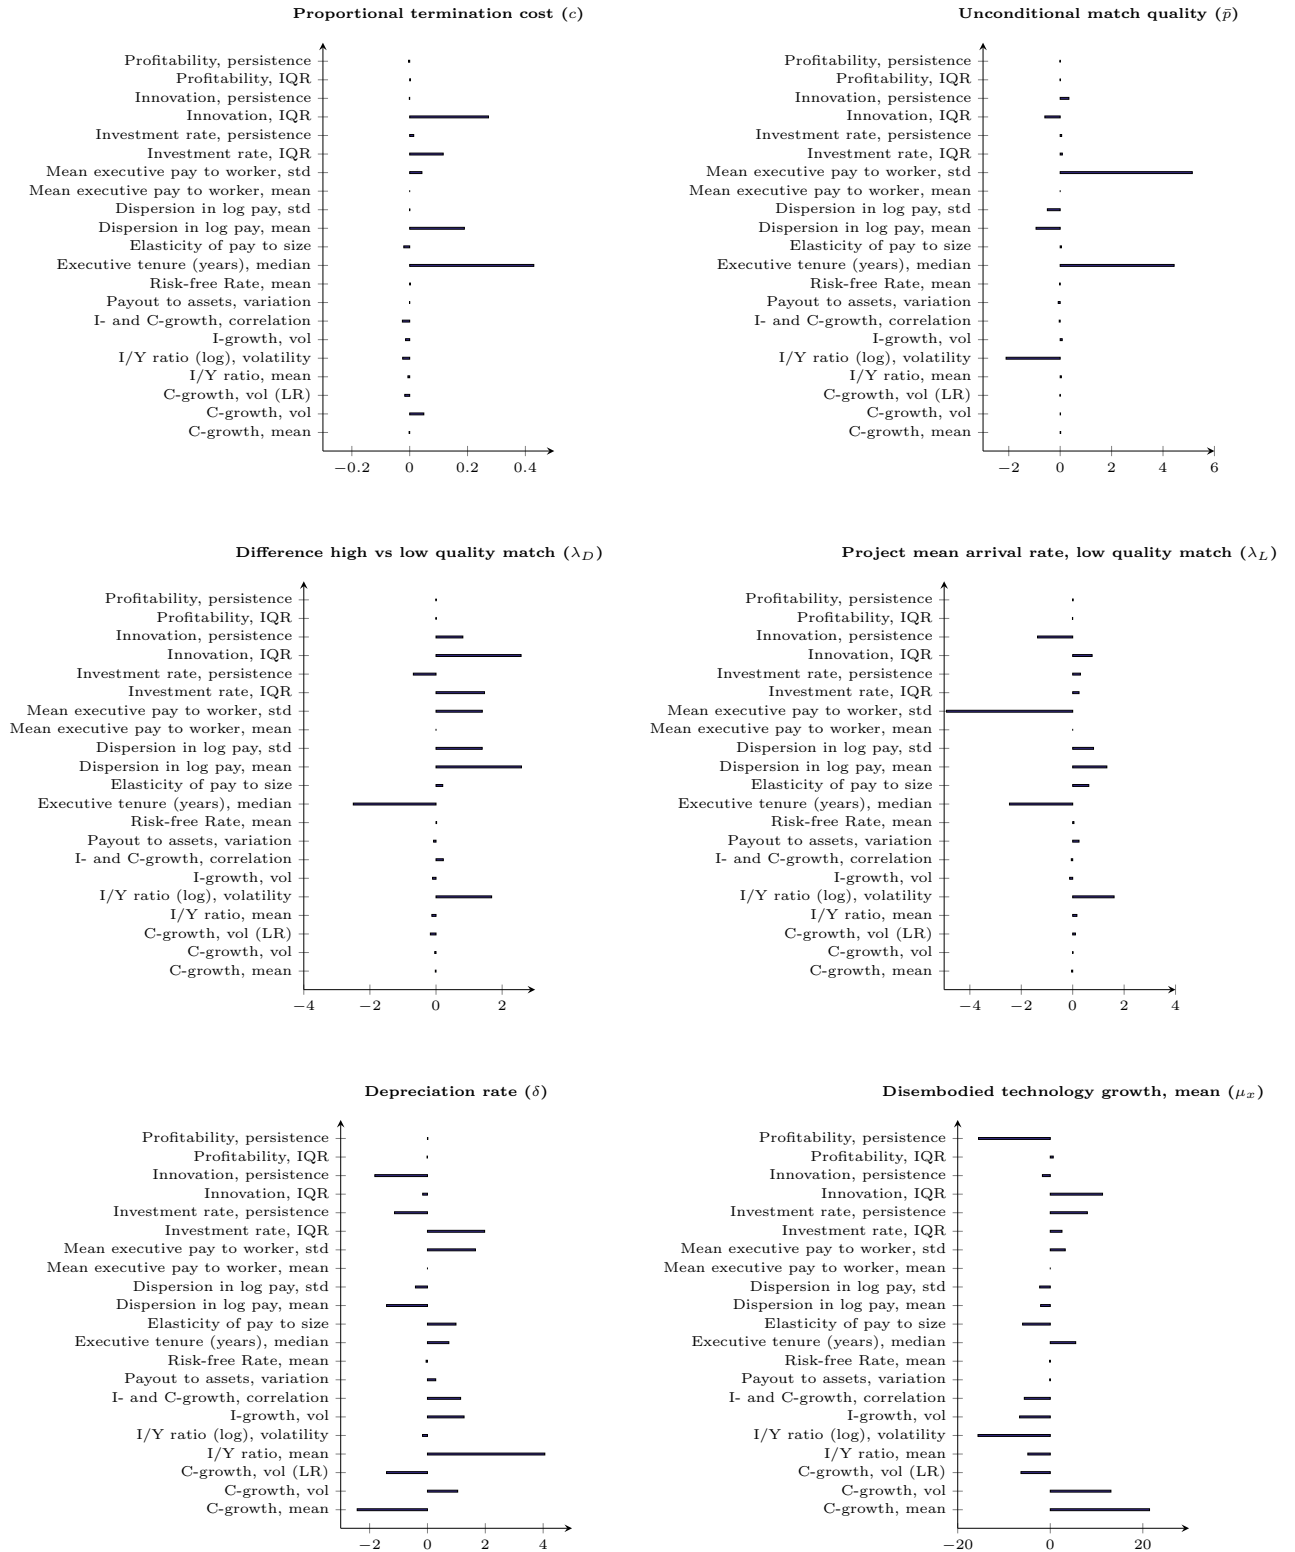 Proportional termination cost (c)
Profitability, persistence
Profitability, IQR
Innovation, persistence
Innovation, IQR
Investment rate, persistence
Investment rate, IQR
Mean executive pay to worker, std
Mean executive pay to worker, mean
Dispersion in log pay, std
Dispersion in log pay, mean
Elasticity of pay to size
Executive tenure (years), median
Risk-free Rate, mean
Payout to assets, variation
I- and C-growth, correlation
I-growth, vol
I/Y ratio (log), volatility
I/Y ratio, mean
C-growth, vol (LR)
C-growth, vol
C-growth, mean
−0.2 0 0.2 0.4
Unconditional match quality (p̄)
Profitability, persistence
Profitability, IQR
Innovation, persistence
Innovation, IQR
Investment rate, persistence
Investment rate, IQR
Mean executive pay to worker, std
Mean executive pay to worker, mean
Dispersion in log pay, std
Dispersion in log pay, mean
Elasticity of pay to size
Executive tenure (years), median
Risk-free Rate, mean
Payout to assets, variation
I- and C-growth, correlation
I-growth, vol
I/Y ratio (log), volatility
I/Y ratio, mean
C-growth, vol (LR)
C-growth, vol
C-growth, mean
−2 0 2 4 6
Difference high vs low quality match (λ_D)
Profitability, persistence
Profitability, IQR
Innovation, persistence
Innovation, IQR
Investment rate, persistence
Investment rate, IQR
Mean executive pay to worker, std
Mean executive pay to worker, mean
Dispersion in log pay, std
Dispersion in log pay, mean
Elasticity of pay to size
Executive tenure (years), median
Risk-free Rate, mean
Payout to assets, variation
I- and C-growth, correlation
I-growth, vol
I/Y ratio (log), volatility
I/Y ratio, mean
C-growth, vol (LR)
C-growth, vol
C-growth, mean
−4 −2 0 2
Project mean arrival rate, low quality match (λ_L)
Profitability, persistence
Profitability, IQR
Innovation, persistence
Innovation, IQR
Investment rate, persistence
Investment rate, IQR
Mean executive pay to worker, std
Mean executive pay to worker, mean
Dispersion in log pay, std
Dispersion in log pay, mean
Elasticity of pay to size
Executive tenure (years), median
Risk-free Rate, mean
Payout to assets, variation
I- and C-growth, correlation
I-growth, vol
I/Y ratio (log), volatility
I/Y ratio, mean
C-growth, vol (LR)
C-growth, vol
C-growth, mean
−4 −2 0 2 4
Depreciation rate (δ)
Profitability, persistence
Profitability, IQR
Innovation, persistence
Innovation, IQR
Investment rate, persistence
Investment rate, IQR
Mean executive pay to worker, std
Mean executive pay to worker, mean
Dispersion in log pay, std
Dispersion in log pay, mean
Elasticity of pay to size
Executive tenure (years), median
Risk-free Rate, mean
Payout to assets, variation
I- and C-growth, correlation
I-growth, vol
I/Y ratio (log), volatility
I/Y ratio, mean
C-growth, vol (LR)
C-growth, vol
C-growth, mean
−2 0 2 4
Disembodied technology growth, mean (μ_x)
Profitability, persistence
Profitability, IQR
Innovation, persistence
Innovation, IQR
Investment rate, persistence
Investment rate, IQR
Mean executive pay to worker, std
Mean executive pay to worker, mean
Dispersion in log pay, std
Dispersion in log pay, mean
Elasticity of pay to size
Executive tenure (years), median
Risk-free Rate, mean
Payout to assets, variation
I- and C-growth, correlation
I-growth, vol
I/Y ratio (log), volatility
I/Y ratio, mean
C-growth, vol (LR)
C-growth, vol
C-growth, mean
−20 0 20